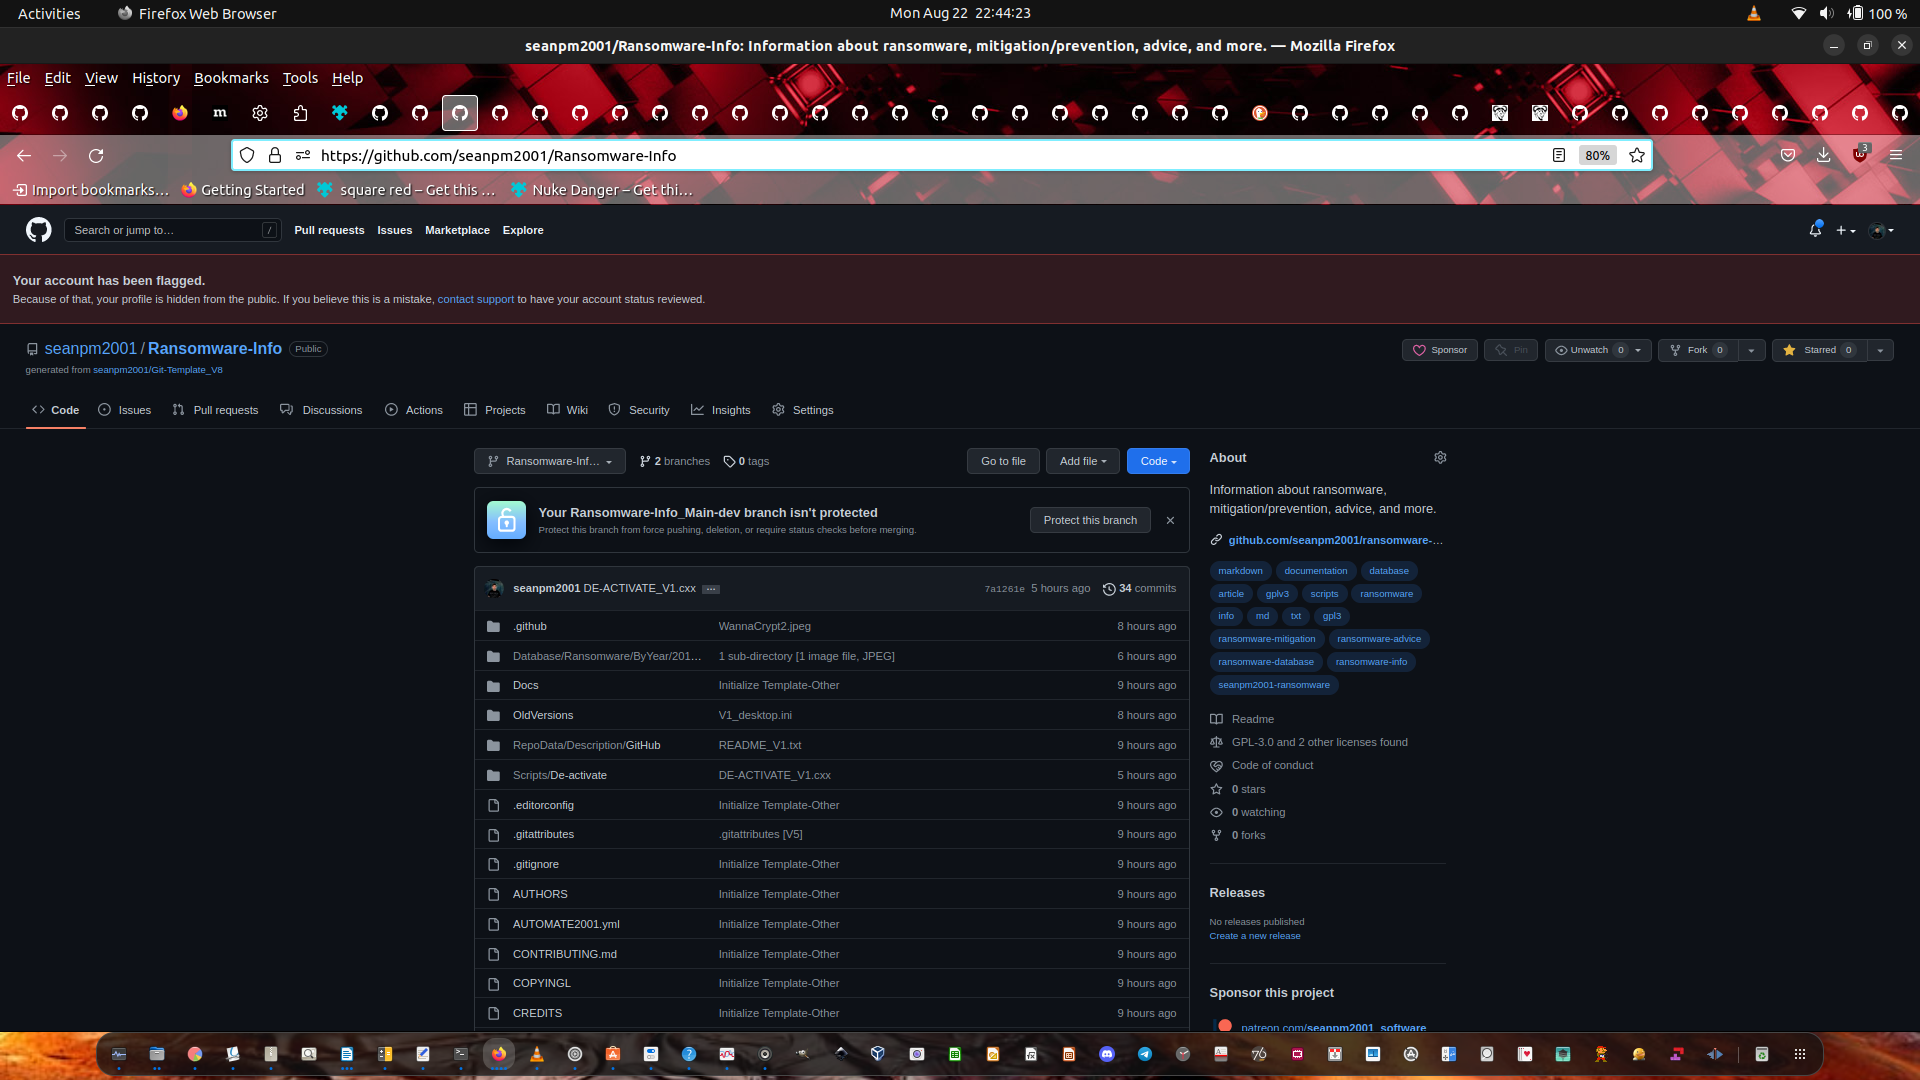 Activities
Firefox Web Browser
Mon Aug 22 22:44:23
100 %
seanpm2001/Ransomware-Info: Information about ransomware, mitigation/prevention, advice, and more. — Mozilla Firefox
File Edit View History Bookmarks Tools Help
https://github.com/seanpm2001/Ransomware-Info
80%
3
Import bookmarks… Getting Started square red – Get this … Nuke Danger – Get thi…
Search or jump to… /
Pull requests Issues Marketplace Explore
Your account has been flagged.
Because of that, your profile is hidden from the public. If you believe this is a mistake, contact support to have your account status reviewed.
seanpm2001 / Ransomware-Info Public
generated from seanpm2001/Git-Template_V8
Sponsor Pin Unwatch 0 Fork 0 Starred 0
Code Issues Pull requests Discussions Actions Projects Wiki Security Insights Settings
Ransomware-Inf… 2 branches 0 tags Go to file Add file Code
Your Ransomware-Info_Main-dev branch isn't protected
Protect this branch from force pushing, deletion, or require status checks before merging.
Protect this branch
seanpm2001 DE-ACTIVATE_V1.cxx … 7a1261e 5 hours ago 34 commits
.github WannaCrypt2.jpeg 8 hours ago
Database/Ransomware/ByYear/201… 1 sub-directory [1 image file, JPEG] 6 hours ago
Docs Initialize Template-Other 9 hours ago
OldVersions V1_desktop.ini 8 hours ago
RepoData/Description/GitHub README_V1.txt 9 hours ago
Scripts/De-activate DE-ACTIVATE_V1.cxx 5 hours ago
.editorconfig Initialize Template-Other 9 hours ago
.gitattributes .gitattributes [V5] 9 hours ago
.gitignore Initialize Template-Other 9 hours ago
AUTHORS Initialize Template-Other 9 hours ago
AUTOMATE2001.yml Initialize Template-Other 9 hours ago
CONTRIBUTING.md Initialize Template-Other 9 hours ago
COPYINGL Initialize Template-Other 9 hours ago
CREDITS Initialize Template-Other 9 hours ago
About
Information about ransomware,
mitigation/prevention, advice, and more.
github.com/seanpm2001/ransomware-…
markdown documentation database
article gplv3 scripts ransomware
info md txt gpl3
ransomware-mitigation ransomware-advice
ransomware-database ransomware-info
seanpm2001-ransomware
Readme
GPL-3.0 and 2 other licenses found
Code of conduct
0 stars
0 watching
0 forks
Releases
No releases published
Create a new release
Sponsor this project
patreon.com/seanpm2001_software